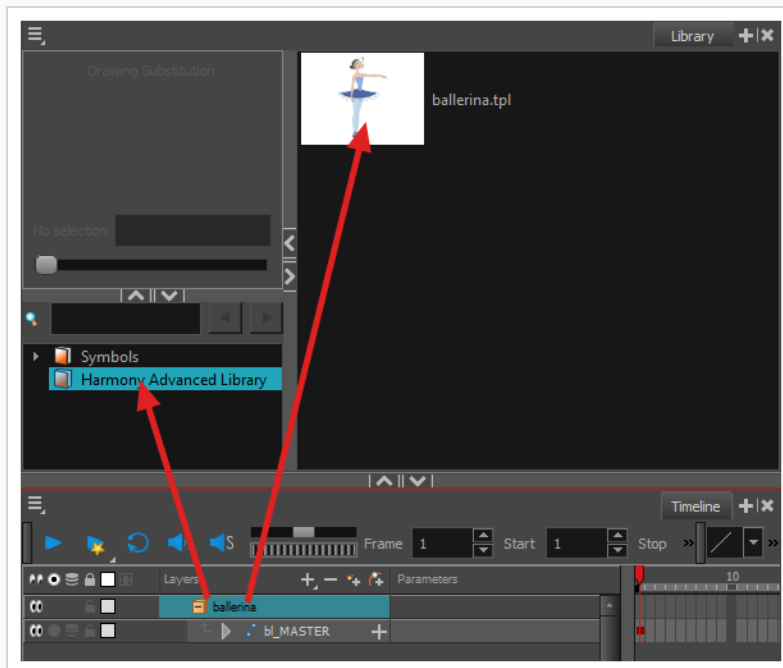 Library
Drawing Substitution
ballerina.tpl
No selection
Symbols
Harmony Advanced Library
Timeline
S
Frame 1 Start 1 Stop
Layers Parameters 10
ballerina
bl_MASTER